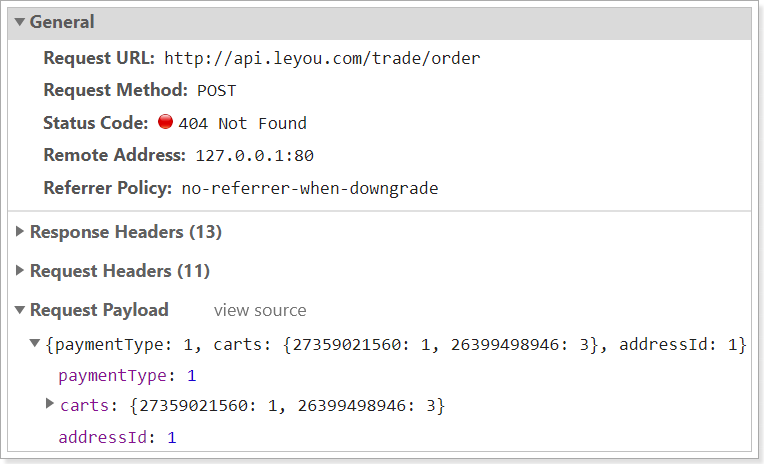 General
Request URL: http://api.leyou.com/trade/order
Request Method: POST
Status Code: 404 Not Found
Remote Address: 127.0.0.1:80
Referrer Policy: no-referrer-when-downgrade
Response Headers (13)
Request Headers (11)
Request Payload view source
{paymentType: 1, carts: {27359021560: 1, 26399498946: 3}, addressId: 1}
paymentType: 1
carts: {27359021560: 1, 26399498946: 3}
addressId: 1